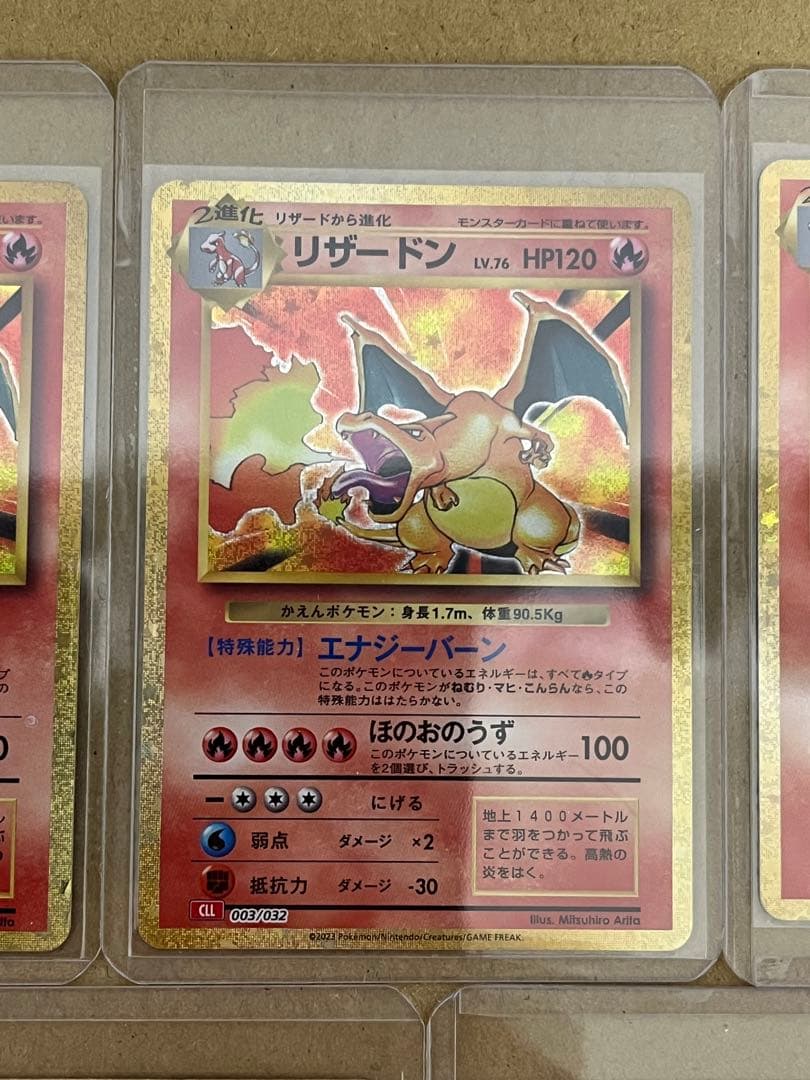 2進化 リザードから進化 モンスターカードに重ねて使います。
リザードン LV.76 HP120
かえんポケモン：身長1.7m、体重90.5Kg
【特殊能力】エナジーバーン
このポケモンについているエネルギーは、すべてタイプ
になる。このポケモンがねむり・マヒ・こんらんなら、この
特殊能力ははたらかない。
ほのおのうず
このポケモンについているエネルギー
を2個選び、トラッシュする。
100
にげる
弱点 ダメージ ×2
抵抗力 ダメージ -30
地上1400メートル
まで羽をつかって飛ぶ
ことができる。高熱の
炎をはく。
CLL 003/032
Illus. Mitsuhiro Arita
©2023 Pokémon/Nintendo/Creatures/GAME FREAK.
います。